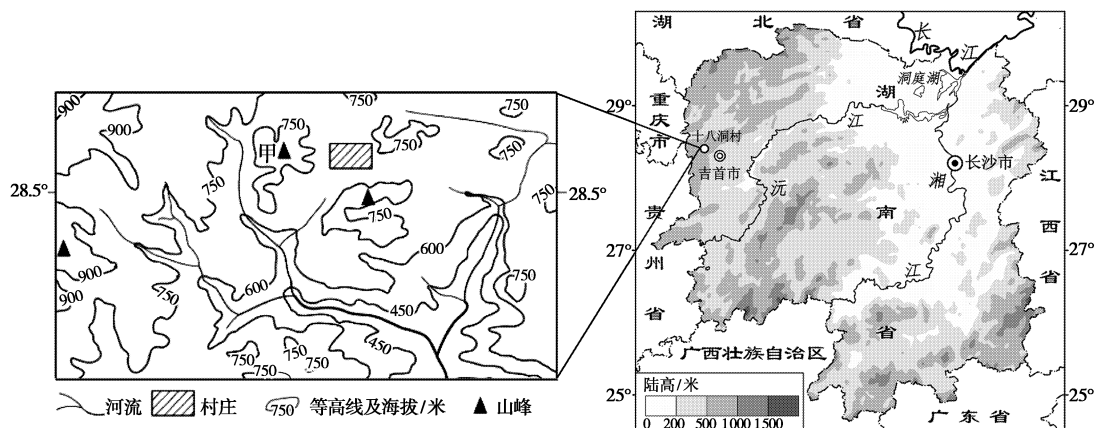 900
900
750
750
750
甲
750
28.5°
28.5°
750
750
750
600
900
900
750
600
450
750
450
750
750
750
750
750
河流
村庄
750
等高线及海拔/米
山峰
湖 北 省
长 江
洞庭湖
湖
29°
29°
重庆市
十八洞村
吉首市
江
沅
长沙市
湘
江西省
南
贵州省
27°
27°
江
省
广西壮族自治区
25°
25°
陆高/米
0 200 500 1000 1500
广东省